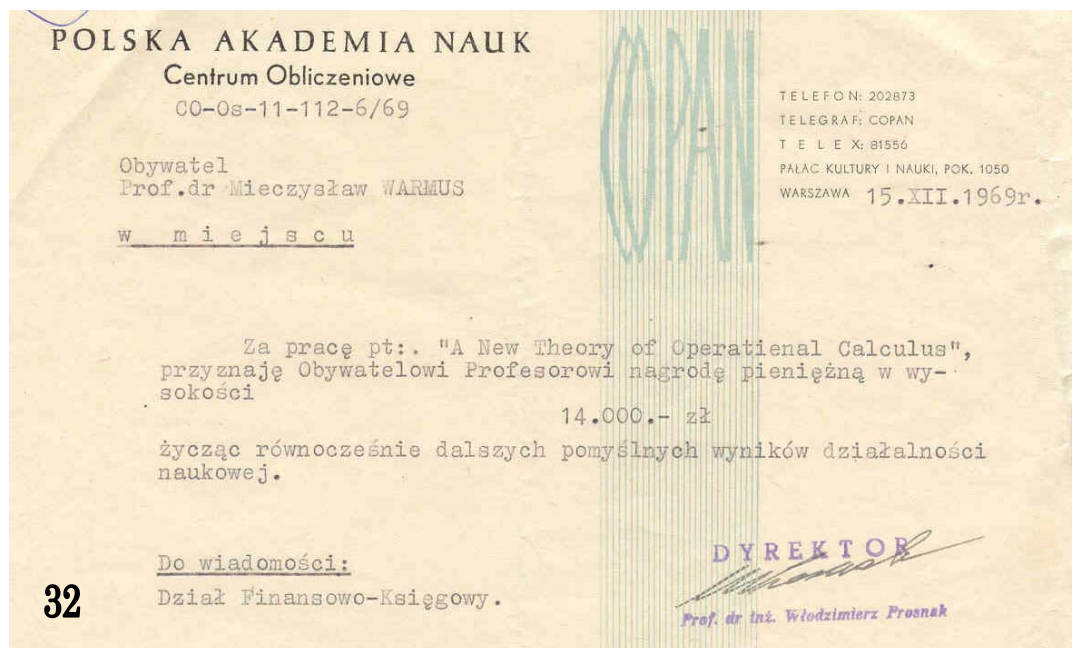 POLSKA AKADEMIA NAUK
Centrum Obliczeniowe
CO-Os-11-112-6/69
COPAN
TELEFON: 202873
TELEGRAF: COPAN
TELEX: 81556
PAŁAC KULTURY I NAUKI, POK. 1050
WARSZAWA 15.XII.1969r.
Obywatel
Prof.dr Mieczysław WARMUS
w miejscu
Za pracę pt:. "A New Theory of Operatienal Calculus",
przyznaję Obywatelowi Profesorowi nagrodę pieniężną w wy-
sokości
14.000.- zł
życząc równocześnie dalszych pomyślnych wyników działalności
naukowej.
Do wiadomości:
Dział Finansowo-Księgowy.
DYREKTOR
Prof. dr inż. Włodzimierz Prosnak
32